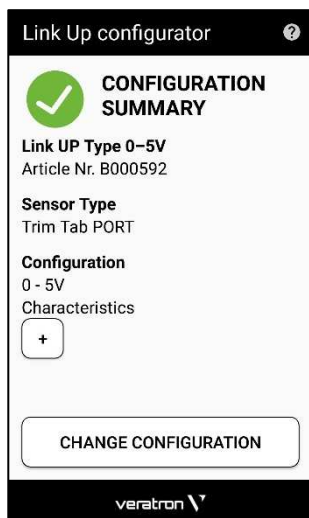 Link Up configurator ?
CONFIGURATION
SUMMARY
Link UP Type 0–5V
Article Nr. B000592
Sensor Type
Trim Tab PORT
Configuration
0 - 5V
Characteristics
+
CHANGE CONFIGURATION
veratron